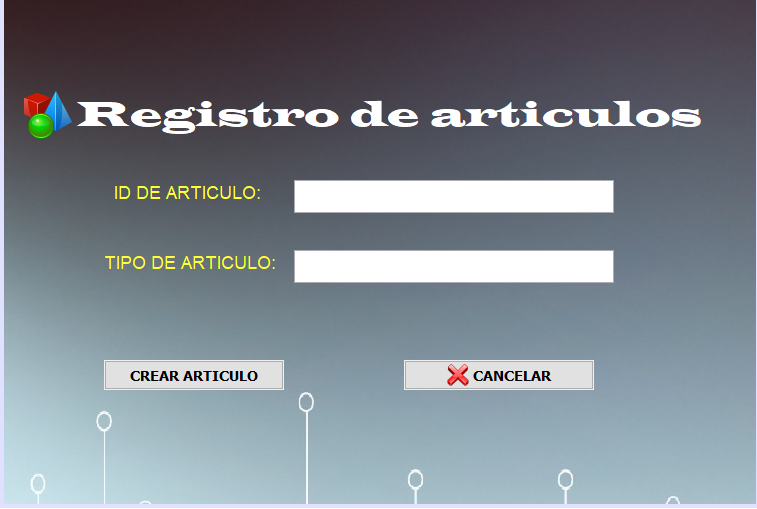 Registro de articulos
ID DE ARTICULO:
TIPO DE ARTICULO:
CREAR ARTICULO
CANCELAR